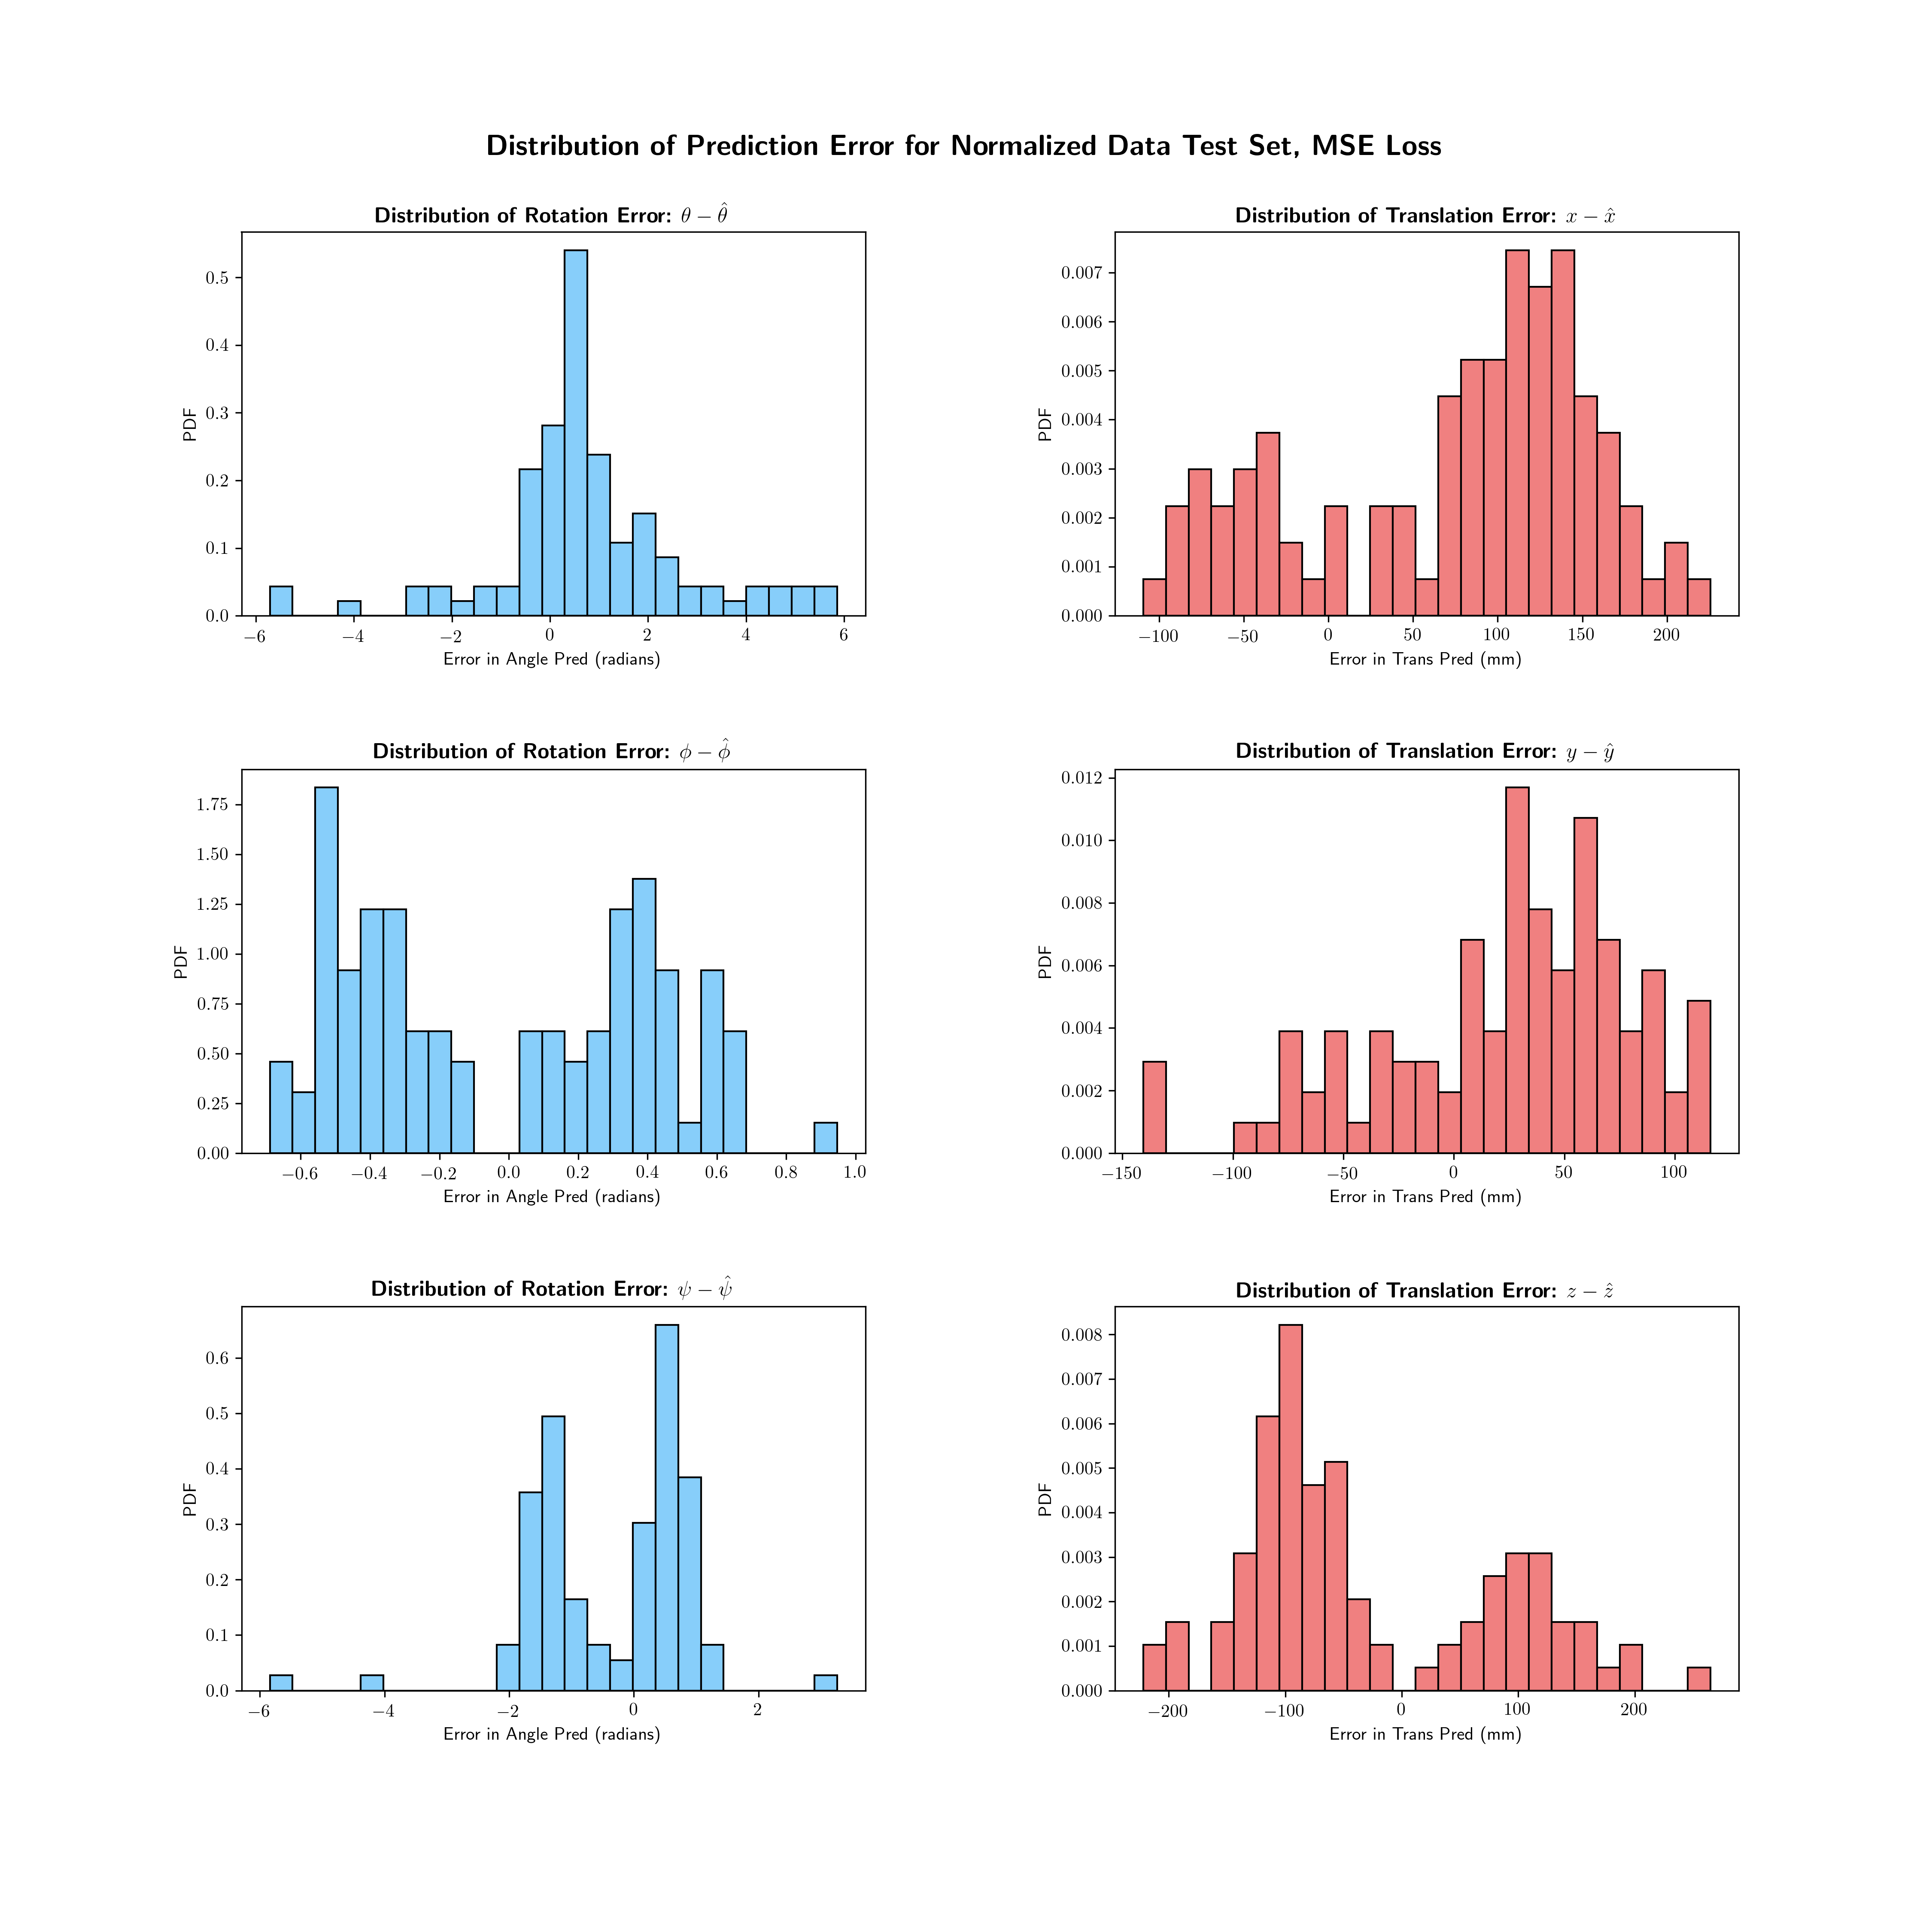 Distribution of Prediction Error for Normalized Data Test Set, MSE Loss
Distribution of Rotation Error: θ − θ̂
PDF
0.5
0.4
0.3
0.2
0.1
0.0
−6 −4 −2 0 2 4 6
Error in Angle Pred (radians)
Distribution of Translation Error: x − x̂
PDF
0.007
0.006
0.005
0.004
0.003
0.002
0.001
0.000
−100 −50 0 50 100 150 200
Error in Trans Pred (mm)
Distribution of Rotation Error: ϕ − ϕ̂
PDF
1.75
1.50
1.25
1.00
0.75
0.50
0.25
0.00
−0.6 −0.4 −0.2 0.0 0.2 0.4 0.6 0.8 1.0
Error in Angle Pred (radians)
Distribution of Translation Error: y − ŷ
PDF
0.012
0.010
0.008
0.006
0.004
0.002
0.000
−150 −100 −50 0 50 100
Error in Trans Pred (mm)
Distribution of Rotation Error: ψ − ψ̂
PDF
0.6
0.5
0.4
0.3
0.2
0.1
0.0
−6 −4 −2 0 2
Error in Angle Pred (radians)
Distribution of Translation Error: z − ẑ
PDF
0.008
0.007
0.006
0.005
0.004
0.003
0.002
0.001
0.000
−200 −100 0 100 200
Error in Trans Pred (mm)